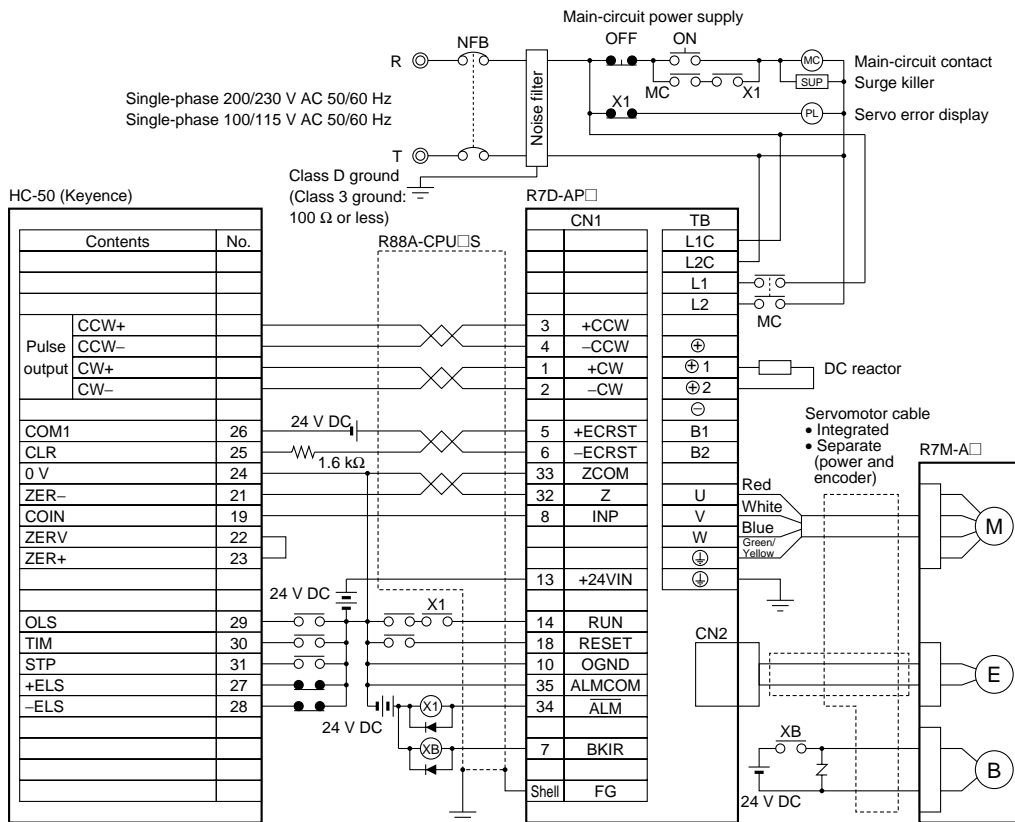 Main-circuit power supply
OFF
ON
NFB
R
MC
Main-circuit contact
MC
X1
SUP
Surge killer
Single-phase 200/230 V AC 50/60 Hz
Single-phase 100/115 V AC 50/60 Hz
Noise filter
X1
PL
Servo error display
T
Class D ground
(Class 3 ground:
100 Ω or less)
HC-50 (Keyence)
R7D-AP□
R88A-CPU□S
Contents No.
CN1 TB
L1C
L2C
L1
L2
MC
Pulse output
CCW+
CCW–
CW+
CW–
3 +CCW
4 –CCW
1 +CW
2 –CW
⊕
⊕ 1
⊕ 2
⊖
DC reactor
COM1 26
24 V DC
5 +ECRST B1
CLR 25
1.6 kΩ
6 –ECRST B2
0 V 24
33 ZCOM
ZER– 21
32 Z U
COIN 19
8 INP V
ZERV 22
W
ZER+ 23
Red
White
Blue
Green/
Yellow
Servomotor cable
• Integrated
• Separate
(power and
encoder)
R7M-A□
M
24 V DC
13 +24VIN
OLS 29
X1
14 RUN
TIM 30
18 RESET
STP 31
10 OGND
+ELS 27
35 ALMCOM
–ELS 28
24 V DC
X1
34 ALM
XB
7 BKIR
Shell FG
CN2
E
XB
24 V DC
B